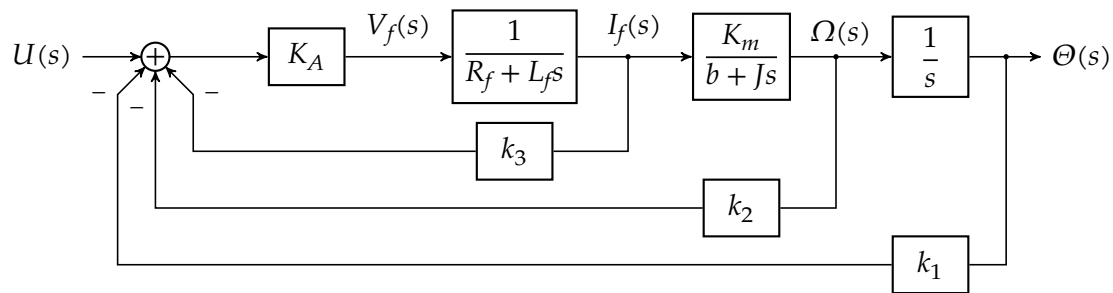 U(s)
+
K_A
V_f(s)
1
R_f + L_f s
I_f(s)
K_m
b + Js
Ω(s)
1
s
Θ(s)
− − −
k_3
k_2
k_1